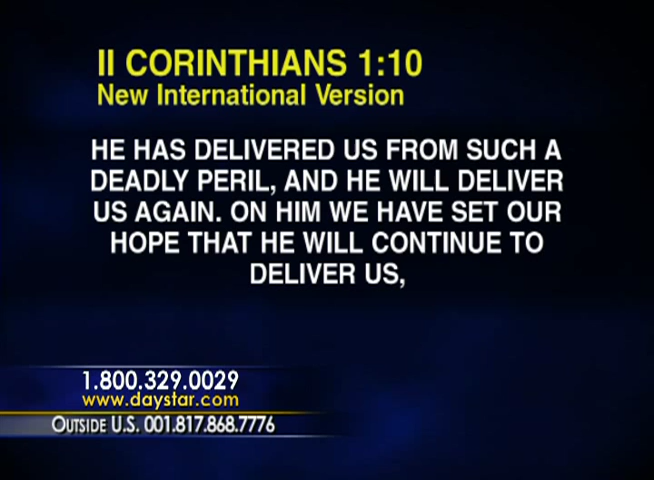 II CORINTHIANS 1:10
New International Version
HE HAS DELIVERED US FROM SUCH A
DEADLY PERIL, AND HE WILL DELIVER
US AGAIN. ON HIM WE HAVE SET OUR
HOPE THAT HE WILL CONTINUE TO
DELIVER US,
1.800.329.0029
www.daystar.com
OUTSIDE U.S. 001.817.868.7776